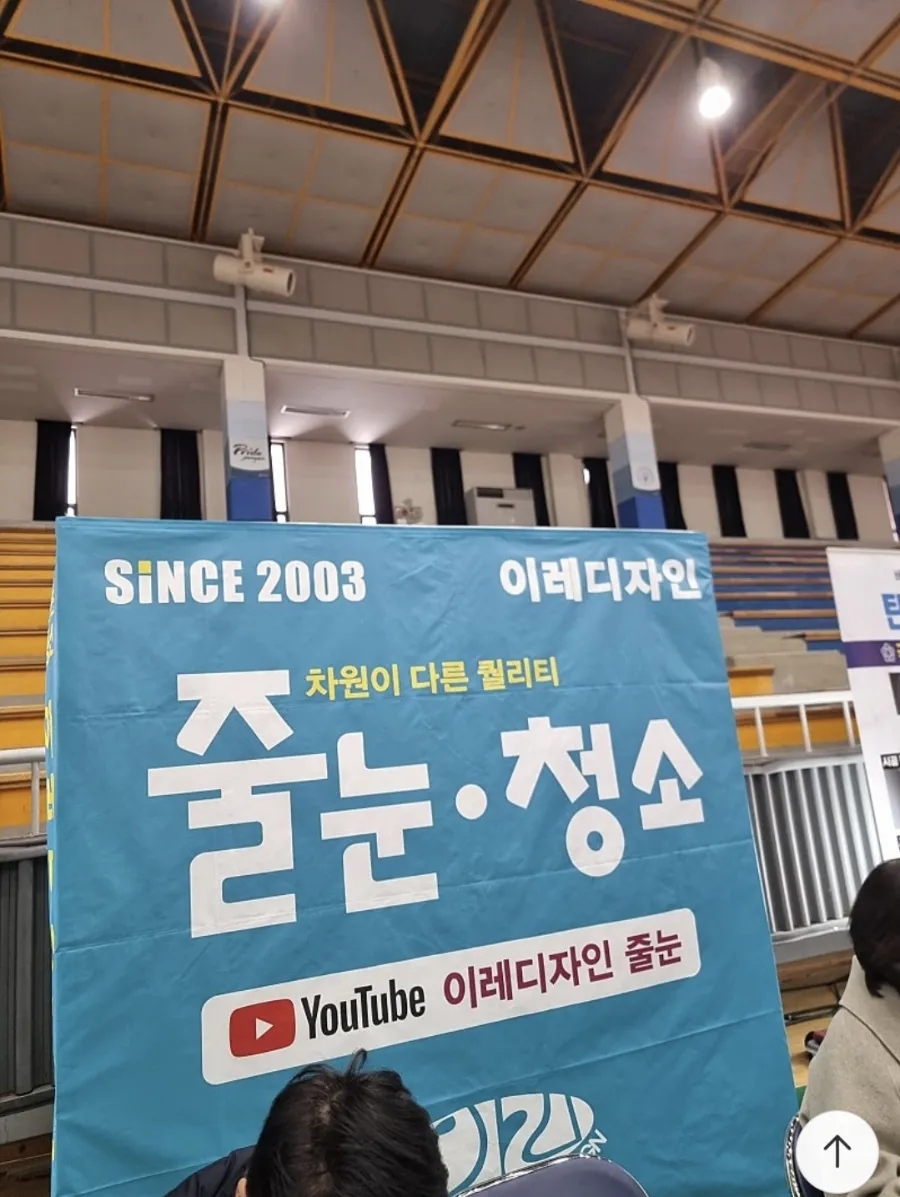 SiNCE 2003
이레디자인
차원이 다른 퀄리티
줄눈·청소
YouTube 이레디자인 줄눈